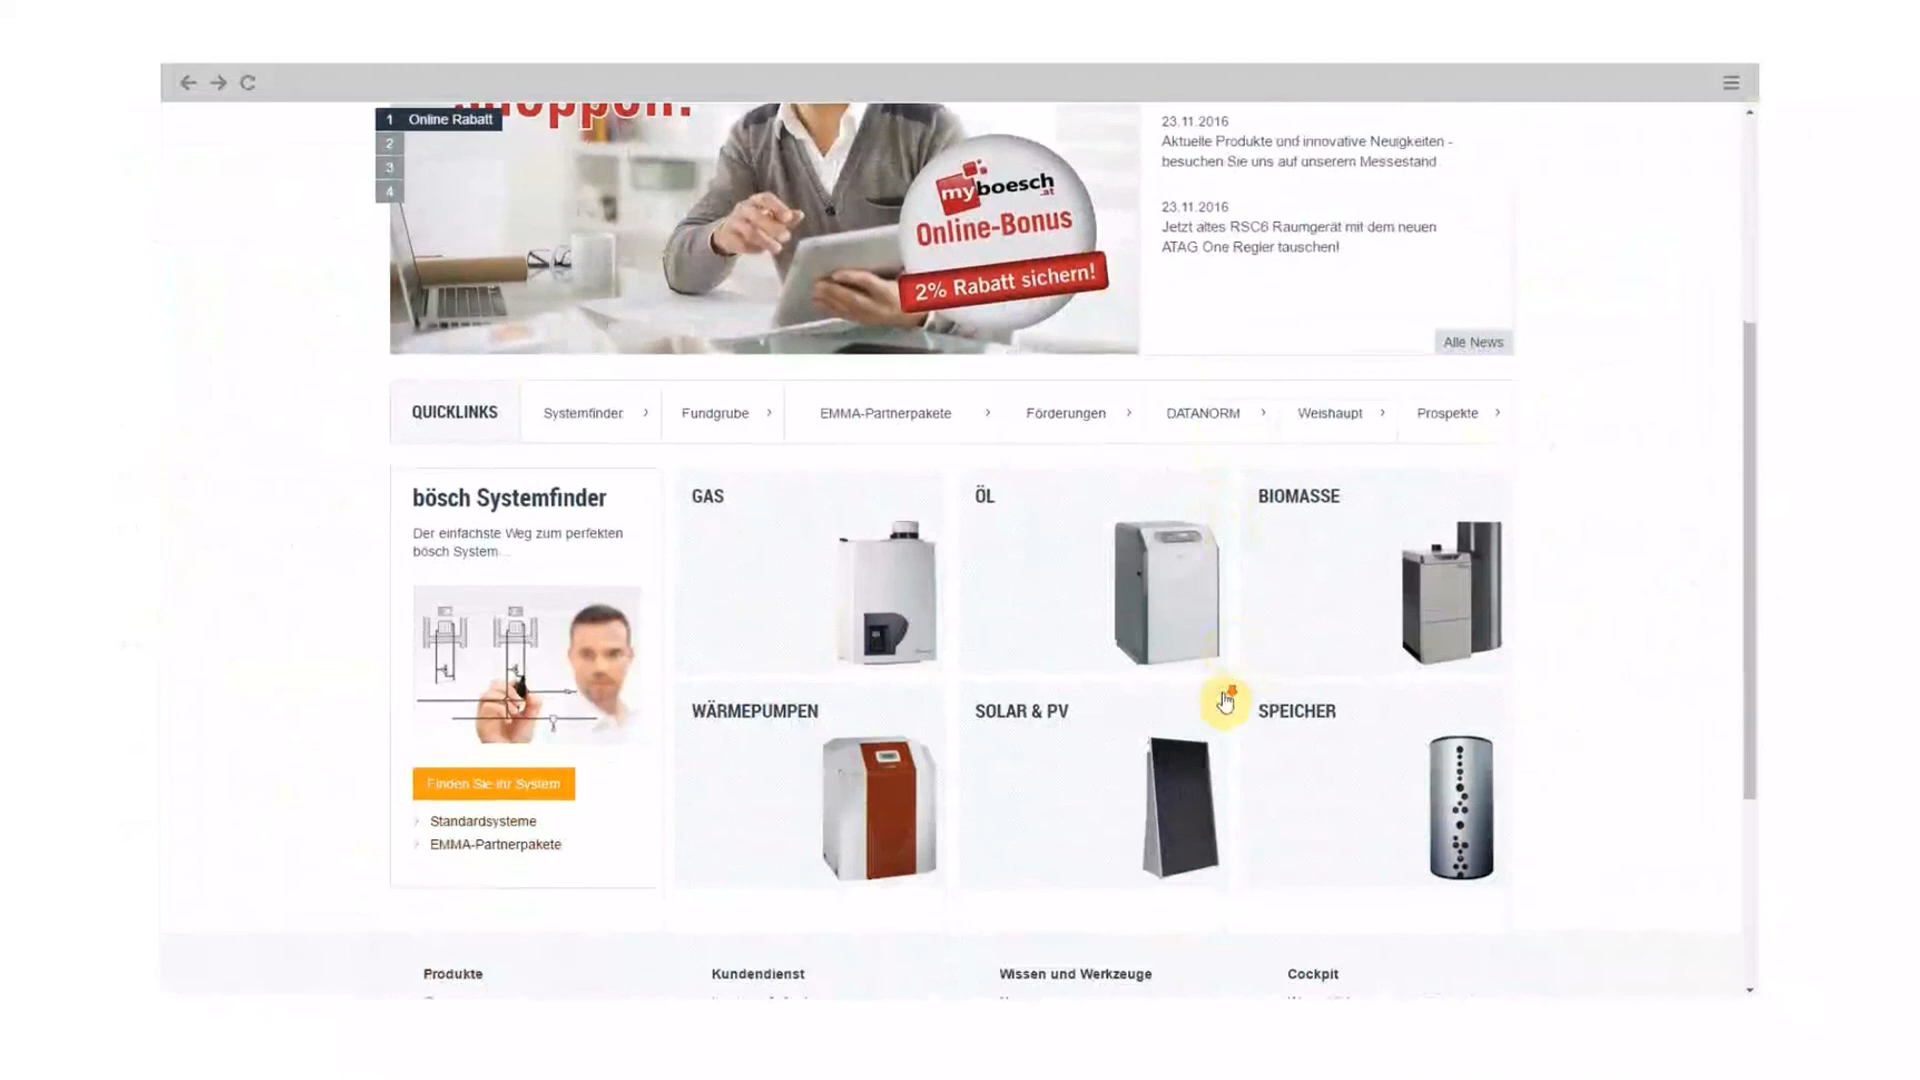 1 Online Rabatt
2
3
4
myboesch.at
Online-Bonus
2% Rabatt sichern!
23.11.2016
Aktuelle Produkte und innovative Neuigkeiten -
besuchen Sie uns auf unserem Messestand
23.11.2016
Jetzt altes RSC6 Raumgerät mit dem neuen
ATAG One Regler tauschen!
Alle News
QUICKLINKS
Systemfinder
Fundgrube
EMMA-Partnerpakete
Förderungen
DATANORM
Weishaupt
Prospekte
bösch Systemfinder
Der einfachste Weg zum perfekten
bösch System...
Finden Sie ihr System
Standardsysteme
EMMA-Partnerpakete
GAS
ÖL
BIOMASSE
WÄRMEPUMPEN
SOLAR & PV
SPEICHER
Produkte
Kundendienst
Wissen und Werkzeuge
Cockpit